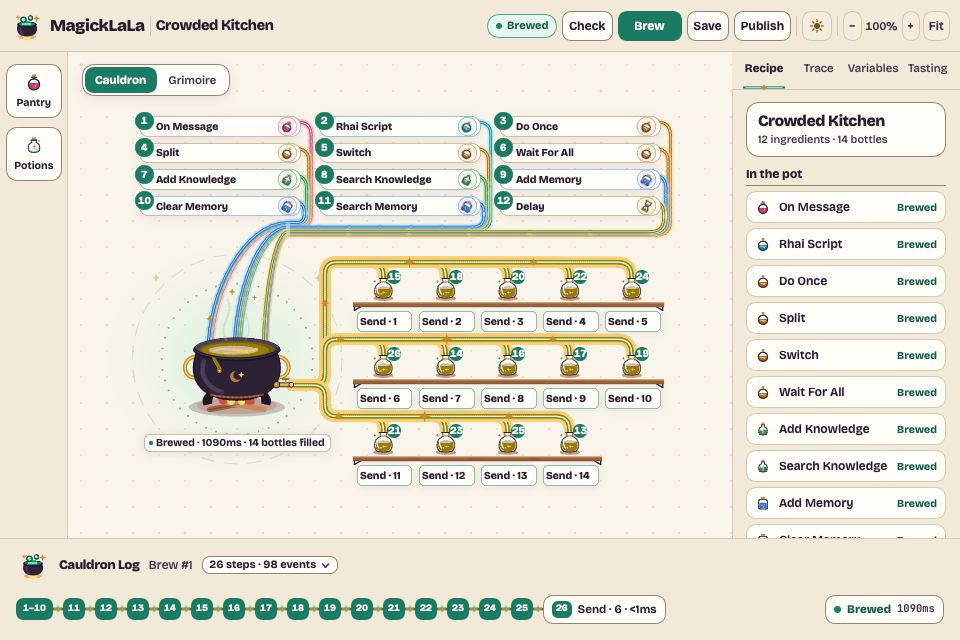 MagickLaLa Crowded Kitchen Brewed Check Brew Save Publish − 100% + Fit
Pantry
Potions
Cauldron Grimoire
1 On Message 2 Rhai Script 3 Do Once
4 Split 5 Switch 6 Wait For All
7 Add Knowledge 8 Search Knowledge 9 Add Memory
10 Clear Memory 11 Search Memory 12 Delay
15 18 20 22 24
Send · 1 Send · 2 Send · 3 Send · 4 Send · 5
26 14 16 17 19
Send · 6 Send · 7 Send · 8 Send · 9 Send · 10
21 23 25 13
Send · 11 Send · 12 Send · 13 Send · 14
Brewed · 1090ms · 14 bottles filled
Recipe Trace Variables Tasting
Crowded Kitchen
12 ingredients · 14 bottles
In the pot
On Message Brewed
Rhai Script Brewed
Do Once Brewed
Split Brewed
Switch Brewed
Wait For All Brewed
Add Knowledge Brewed
Search Knowledge Brewed
Add Memory Brewed
Cauldron Log Brew #1 26 steps · 98 events
1–10 11 12 13 14 15 16 17 18 19 20 21 22 23 24 25 26 Send · 6 · <1ms Brewed 1090ms